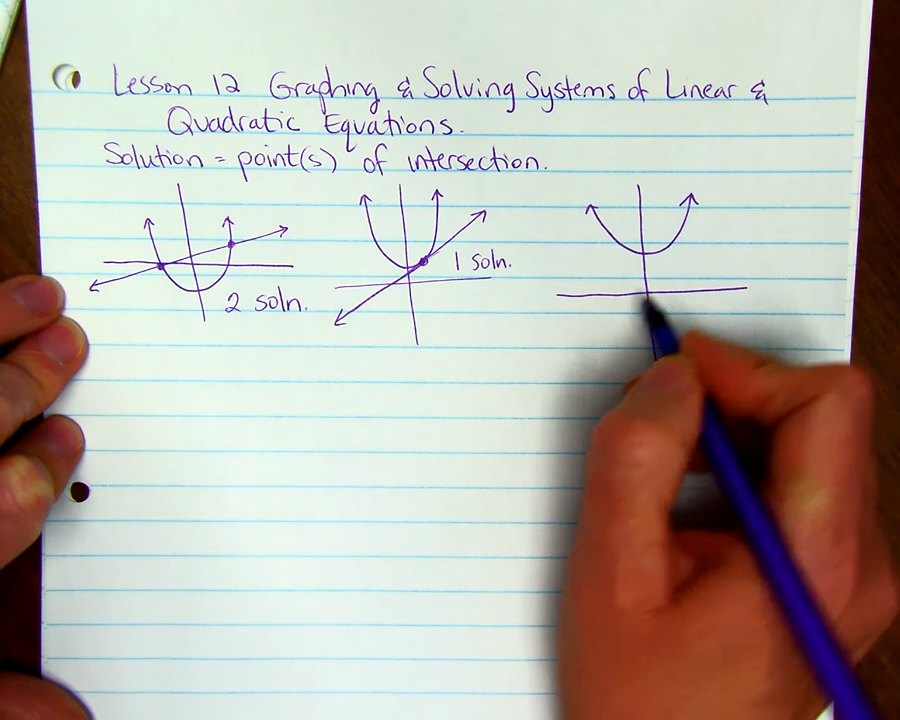 Lesson 12 Graphing & Solving Systems of Linear &
Quadratic Equations.
Solution = point(s) of intersection.
1 soln.
2 soln.